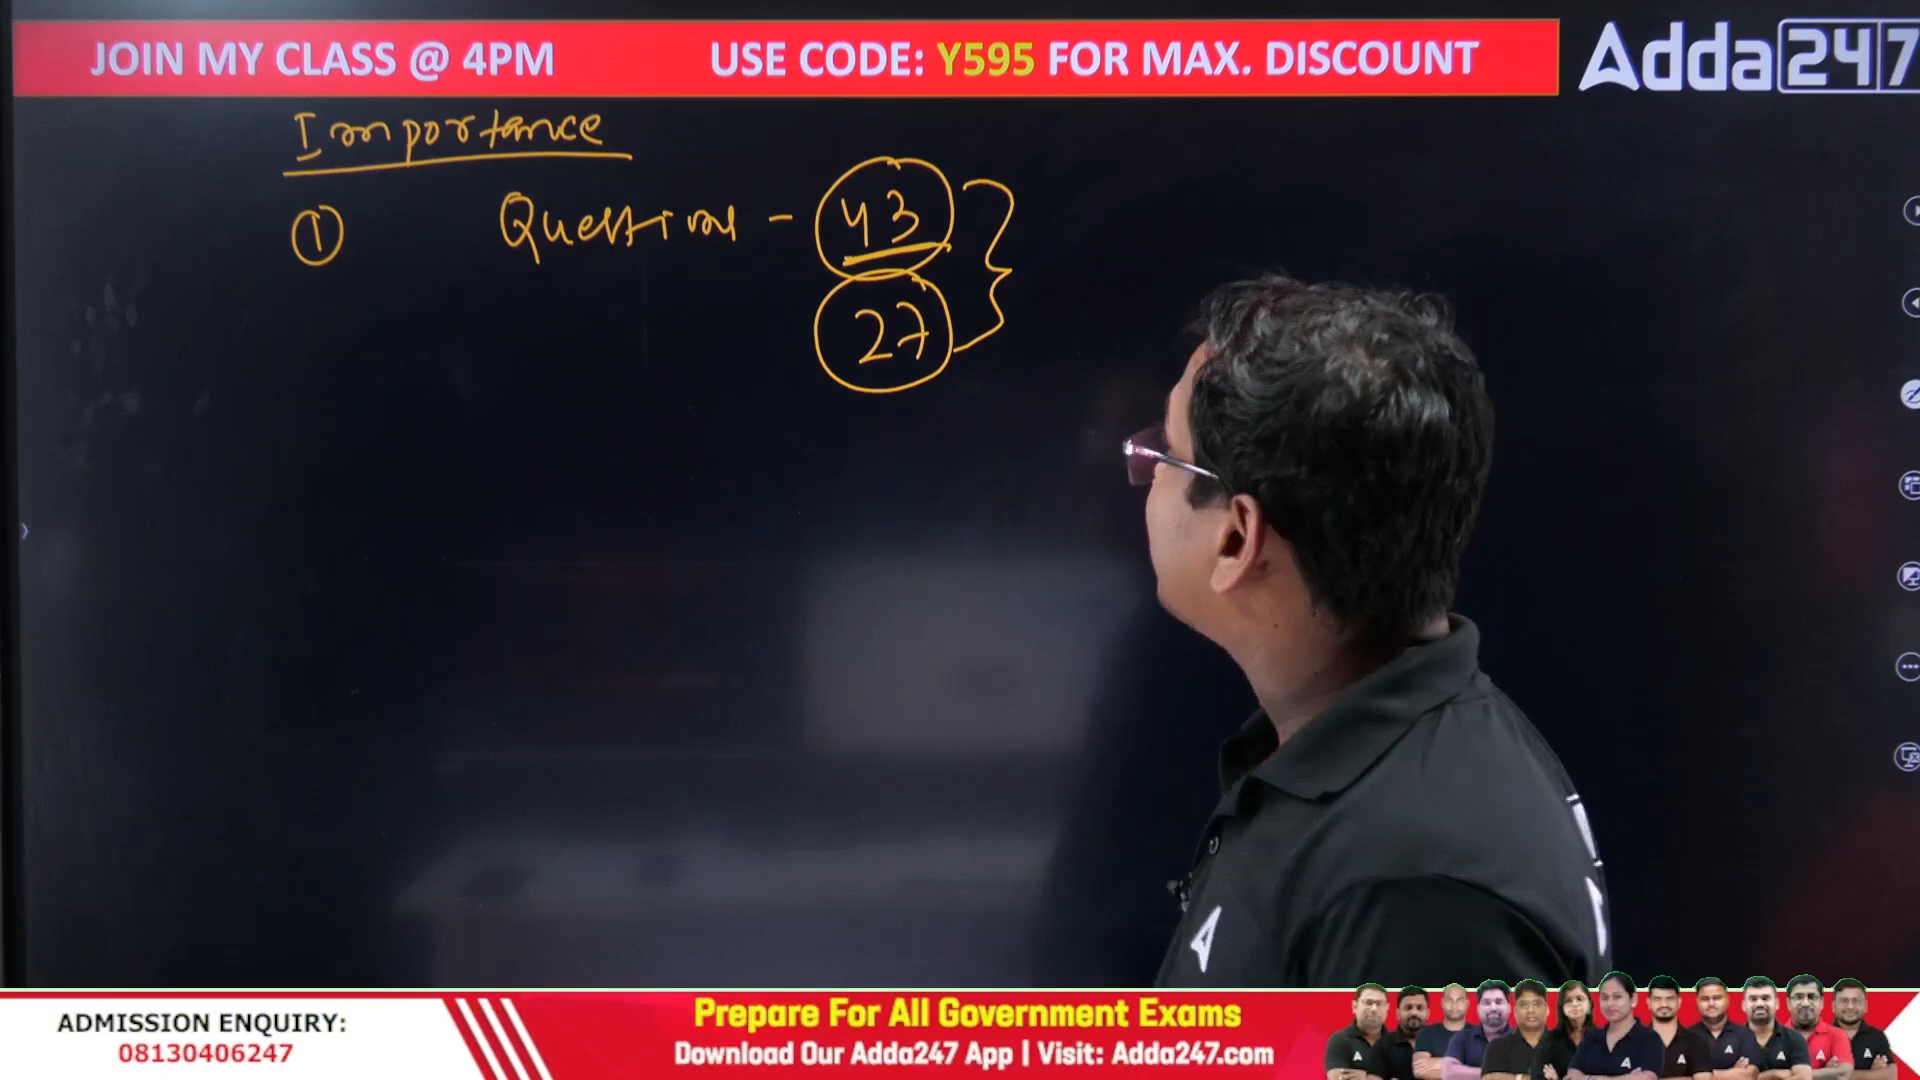 JOIN MY CLASS @ 4PM USE CODE: Y595 FOR MAX. DISCOUNT
Adda247
Importance
① Questions - 43
27
ADMISSION ENQUIRY:
08130406247
Prepare For All Government Exams
Download Our Adda247 App | Visit: Adda247.com